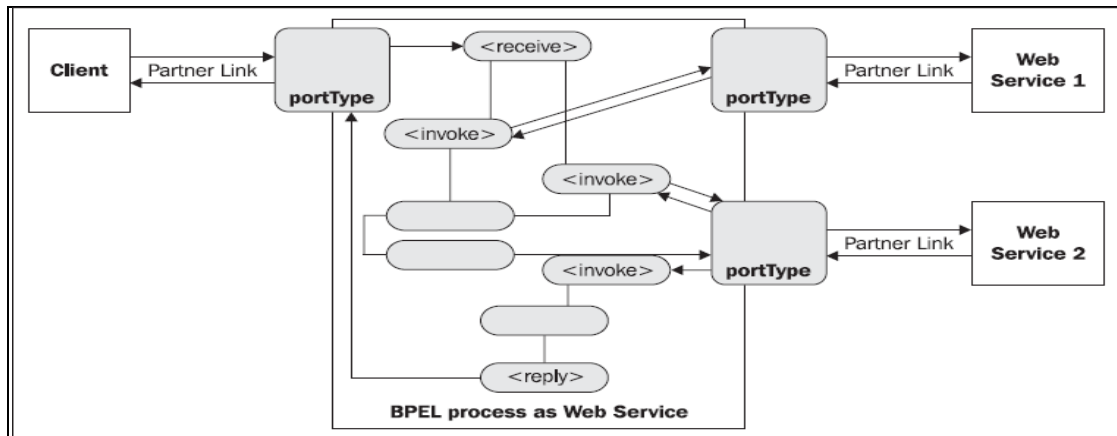 Client
Partner Link
portType
<receive>
portType
Partner Link
Web
Service 1
<invoke>
<invoke>
portType
Partner Link
Web
Service 2
<invoke>
<reply>
BPEL process as Web Service